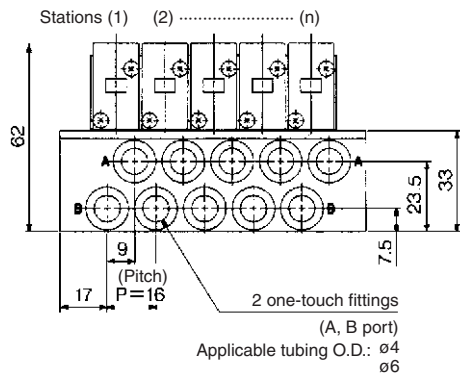 Stations (1) (2) ........................ (n)
62
A A
B B
23.5
33
7.5
9
(Pitch)
17 P=16
2 one-touch fittings
(A, B port)
Applicable tubing O.D.: ø4
ø6